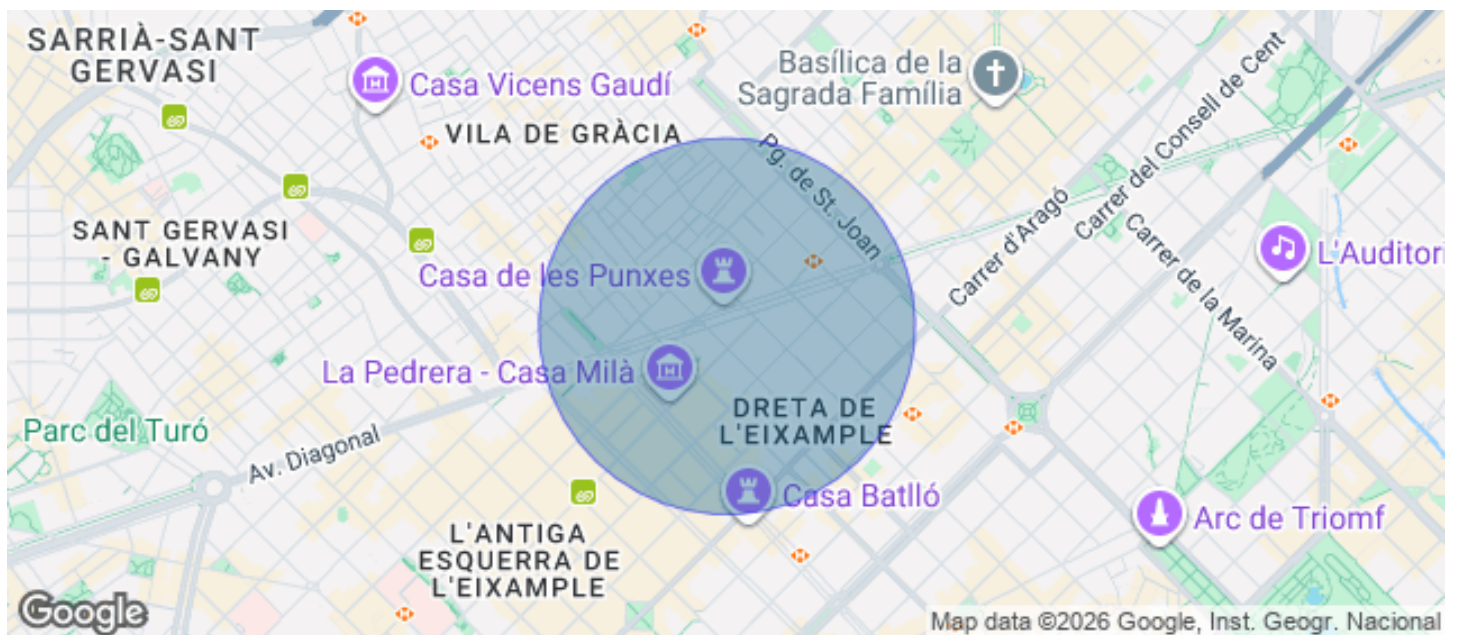 SARRIÀ-SANT
GERVASI
Casa Vicens Gaudí
Basílica de la
Sagrada Família
VILA DE GRÀCIA
Pg. de St. Joan
Carrer del Consell de Cent
SANT GERVASI
- GALVANY
Carrer d'Aragó
Carrer de la Marina
L'Auditori
Casa de les Punxes
La Pedrera - Casa Milà
DRETA DE
L'EIXAMPLE
Parc del Turó
Av. Diagonal
Casa Batlló
Arc de Triomf
L'ANTIGA
ESQUERRA DE
L'EIXAMPLE
Google
Map data ©2026 Google, Inst. Geogr. Nacional